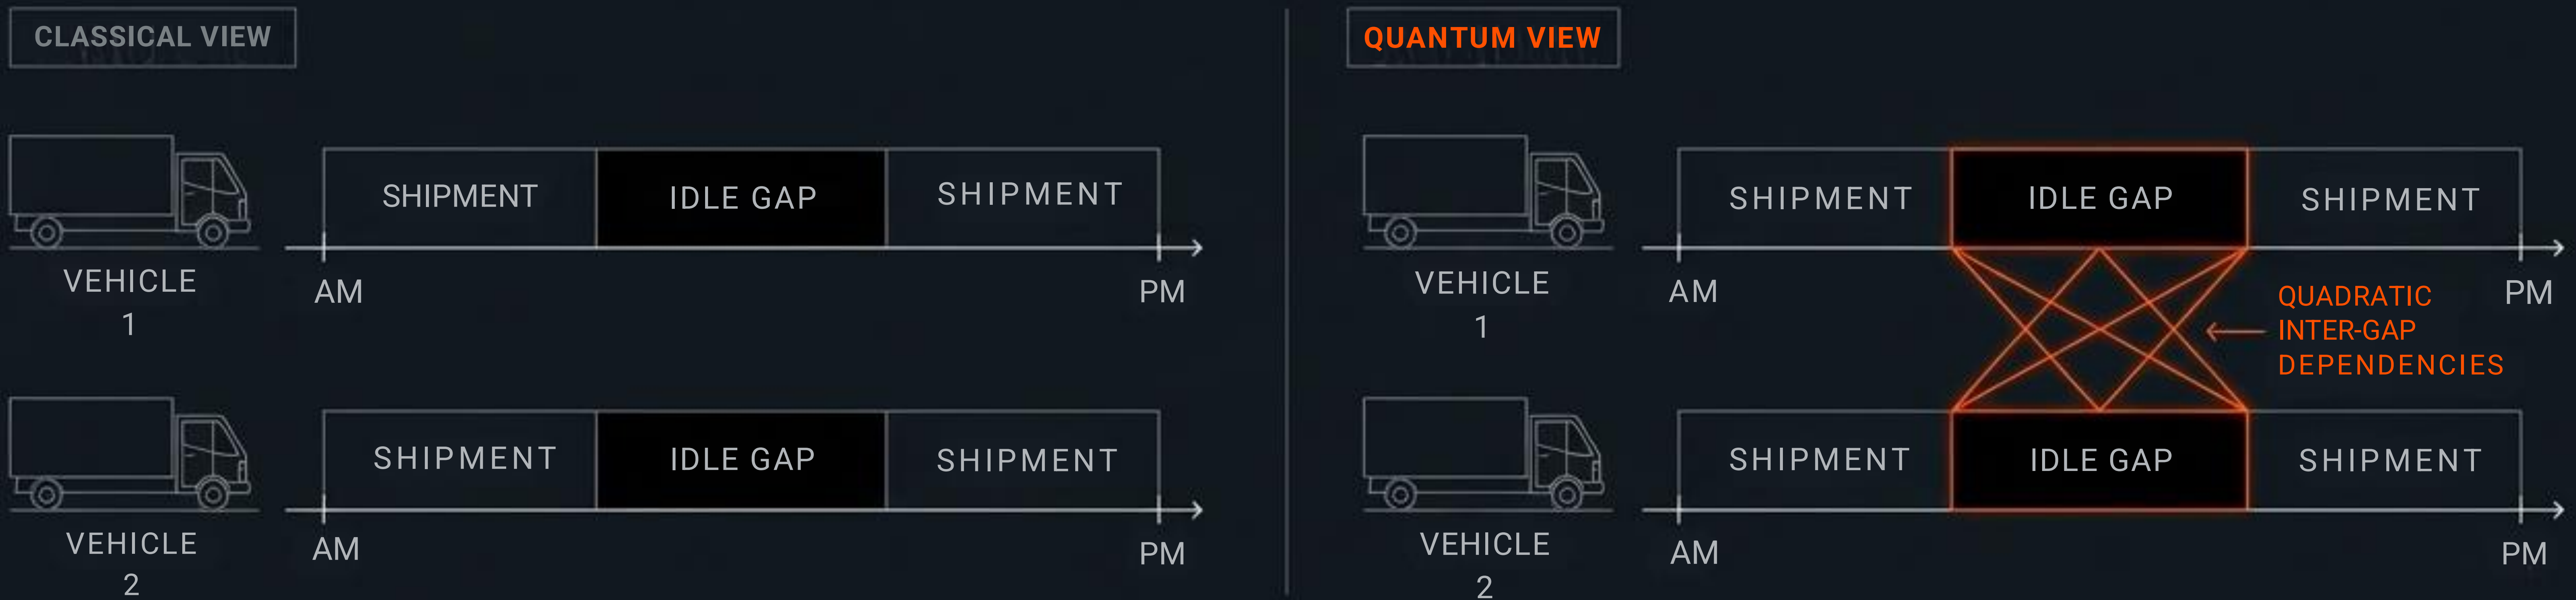 CLASSICAL VIEW
SHIPMENT IDLE GAP SHIPMENT
VEHICLE
1
AM PM
SHIPMENT IDLE GAP SHIPMENT
VEHICLE
2
AM PM
QUANTUM VIEW
SHIPMENT IDLE GAP SHIPMENT
VEHICLE
1
AM PM
QUADRATIC
INTER-GAP
DEPENDENCIES
SHIPMENT IDLE GAP SHIPMENT
VEHICLE
2
AM PM